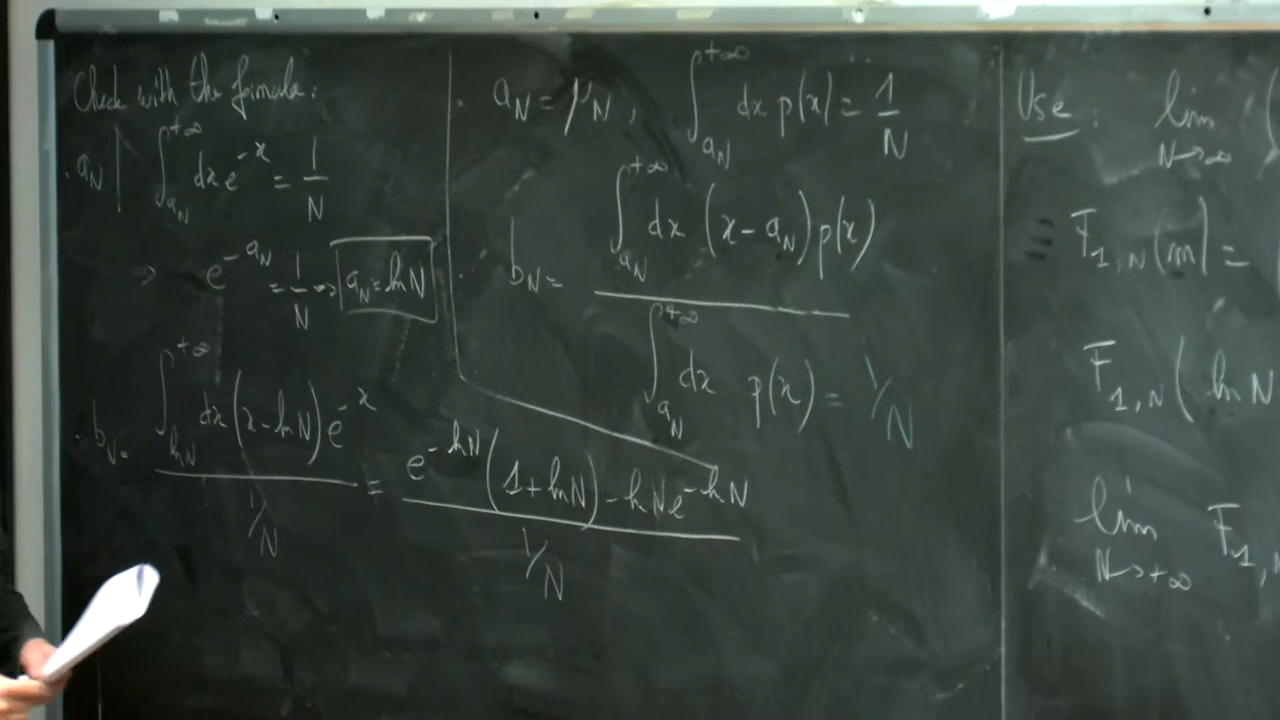 Check with the formula:
a_N | ∫_{a_N}^{+∞} dx e^{-x} = 1/N
⇒ e^{-a_N} = 1/N ⇒ a_N = ln N
b_N = ∫_{ln N}^{+∞} dx (x - ln N) e^{-x} / 1/N = e^{-ln N} (1 + ln N) - ln N e^{-ln N} / 1/N
a_N = μ_N , ∫_{a_N}^{+∞} dx p(x) = 1/N
b_N = ∫_{a_N}^{+∞} dx (x - a_N) p(x)
∫_{a_N}^{+∞} dx p(x) = 1/N
Use : lim_{N→∞} (
F_{1,N}(m) =
F_{1,N}( ln N
lim_{N→+∞} F_{1,N